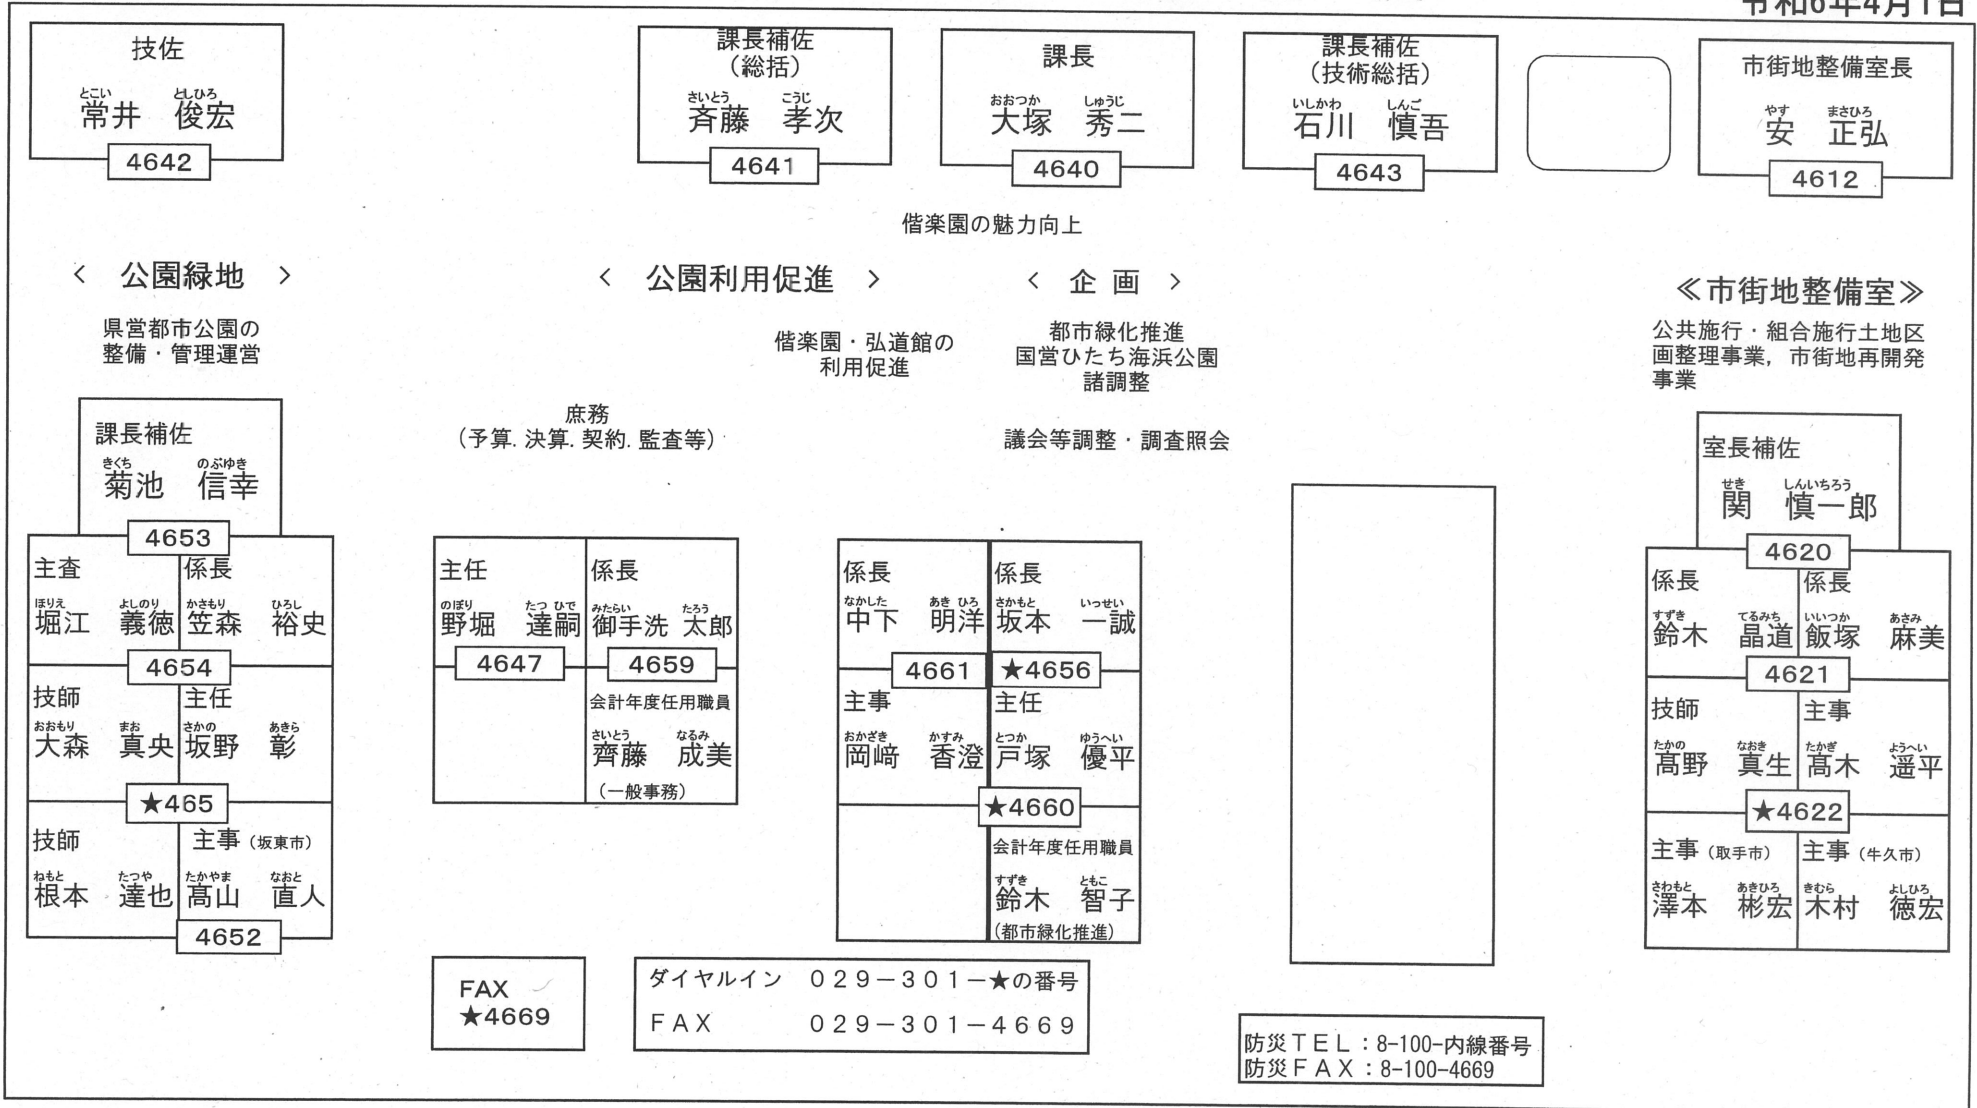 令和6年4月1日
技佐
とこい としひろ
常井 俊宏
4642
課長補佐
（総括）
さいとう こうじ
斉藤 孝次
4641
課長
おおつか しゅうじ
大塚 秀二
4640
課長補佐
（技術総括）
いしかわ しんご
石川 慎吾
4643
市街地整備室長
やす まさひろ
安 正弘
4612
偕楽園の魅力向上
< 公園緑地 >
県営都市公園の
整備・管理運営
課長補佐
きくち のぶゆき
菊池 信幸
4653
主査
ほりえ よしのり
堀江 義徳
係長
かさもり ひろし
笠森 裕史
4654
技師
おおもり まお
大森 真央
主任
さかの あきら
坂野 彰
★465
技師
ねもと たつや
根本 達也
主事（坂東市）
たかやま なおと
髙山 直人
4652
< 公園利用促進 >
偕楽園・弘道館の
利用促進
庶務
（予算．決算．契約．監査等）
主任
のぼり たつ ひで
野堀 達嗣
4647
係長
みたらい たろう
御手洗 太郎
4659
会計年度任用職員
さいとう なるみ
齊藤 成美
（一般事務）
< 企 画 >
都市緑化推進
国営ひたち海浜公園
諸調整
議会等調整・調査照会
係長
なかした あき ひろ
中下 明洋
4661
係長
さかもと いっせい
坂本 一誠
★4656
主事
おかざき かすみ
岡﨑 香澄
主任
とつか ゆうへい
戸塚 優平
★4660
会計年度任用職員
すずき ともこ
鈴木 智子
（都市緑化推進）
≪市街地整備室≫
公共施行・組合施行土地区
画整理事業，市街地再開発
事業
室長補佐
せき しんいちろう
関 慎一郎
4620
係長
すずき てるみち
鈴木 晶道
係長
いいつか あさみ
飯塚 麻美
4621
技師
たかの なおき
髙野 真生
主事
たかぎ ようへい
髙木 遥平
★4622
主事（取手市）
さわもと あきひろ
澤本 彬宏
主事（牛久市）
きむら よしひろ
木村 徳宏
FAX
★4669
ダイヤルイン ０２９－３０１－★の番号
ＦＡＸ ０２９－３０１－４６６９
防災ＴＥＬ：8-100-内線番号
防災ＦＡＸ：8-100-4669